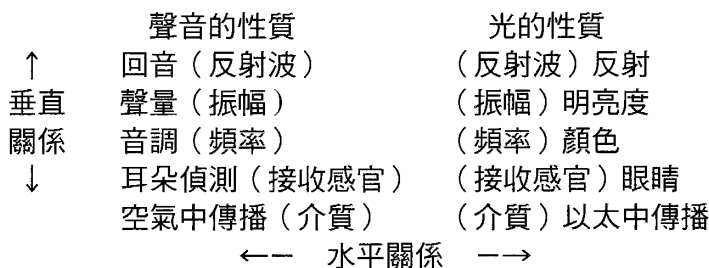 聲音的性質 光的性質
↑ 回音（反射波） （反射波）反射
垂直 聲量（振幅） （振幅）明亮度
關係 音調（頻率） （頻率）顏色
↓ 耳朵偵測（接收感官） （接收感官）眼睛
空氣中傳播（介質） （介質）以太中傳播
←─ 水平關係 ─→